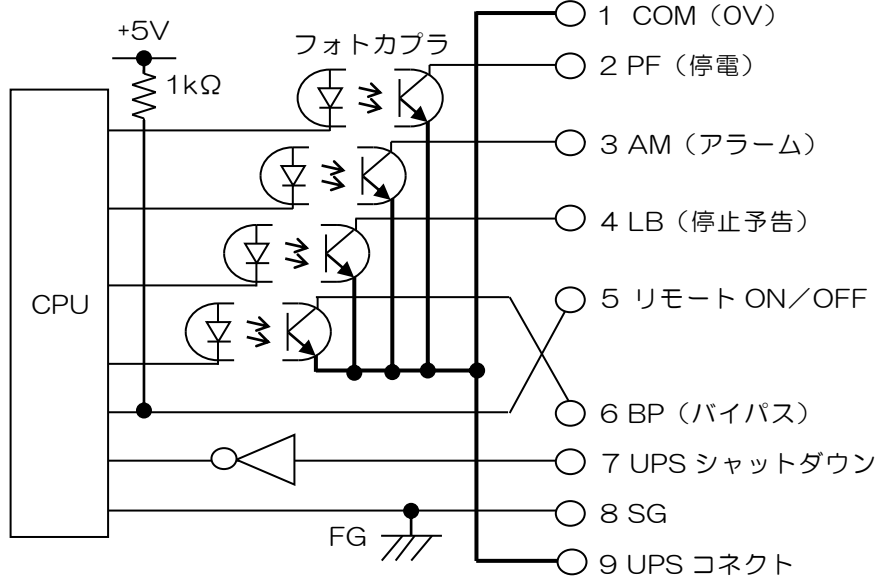 1 COM（0V）
+5V
フォトカプラ
2 PF（停電）
1kΩ
3 AM（アラーム）
4 LB（停止予告）
CPU
5 リモート ON／OFF
6 BP（バイパス）
7 UPS シャットダウン
8 SG
FG
9 UPS コネクト